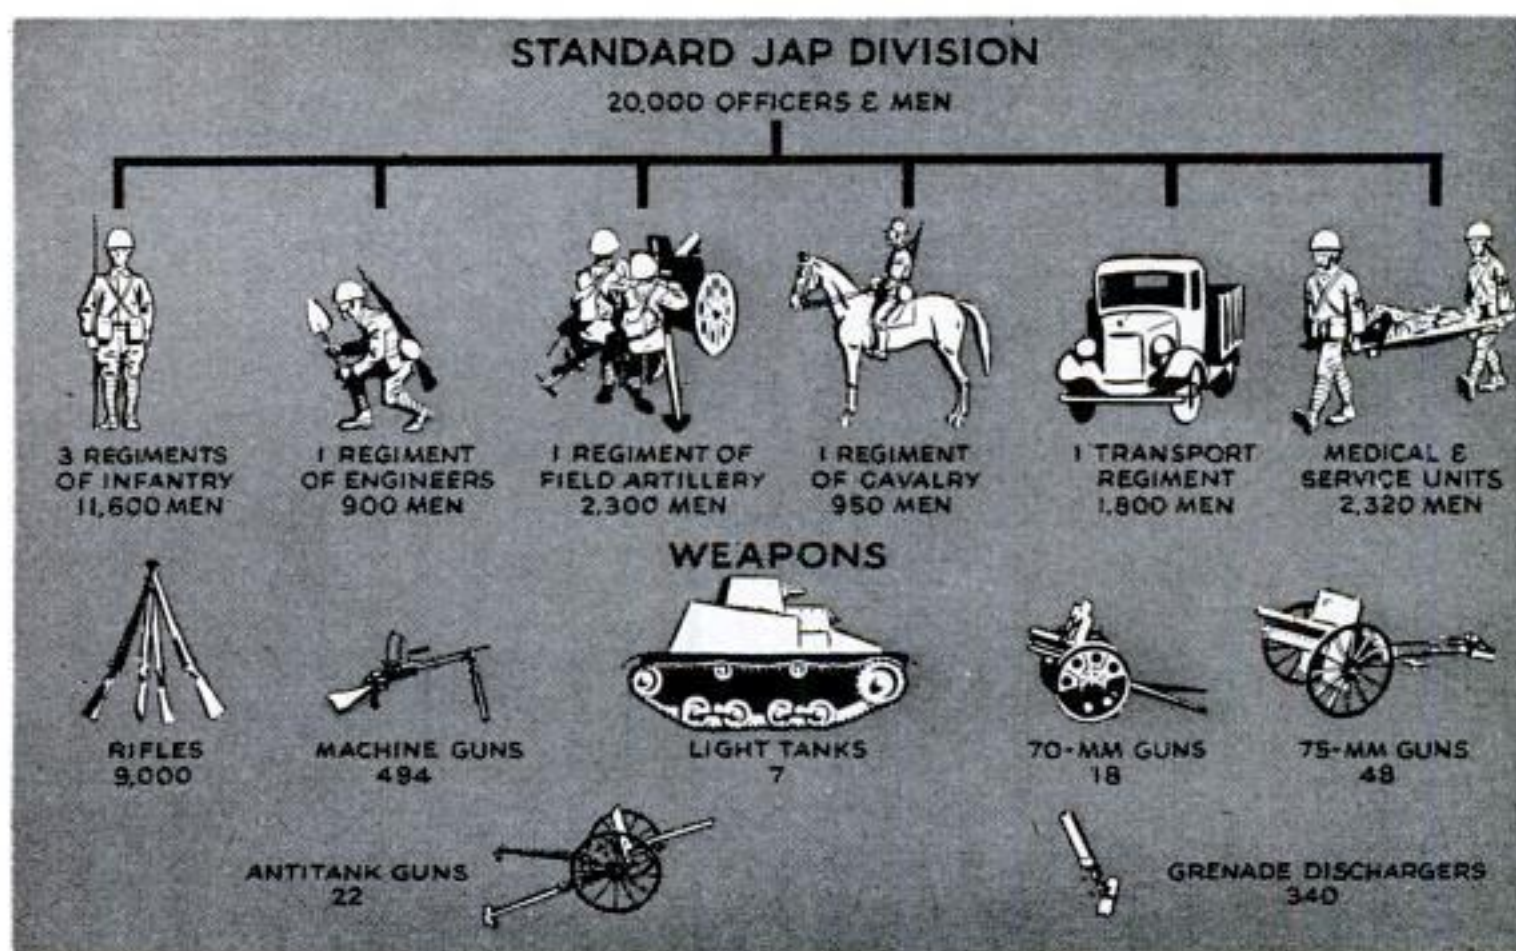 STANDARD JAP DIVISION
20,000 OFFICERS & MEN
3 REGIMENTS
OF INFANTRY
11,600 MEN
1 REGIMENT
OF ENGINEERS
900 MEN
1 REGIMENT OF
FIELD ARTILLERY
2,300 MEN
1 REGIMENT
OF CAVALRY
950 MEN
1 TRANSPORT
REGIMENT
1,800 MEN
MEDICAL &
SERVICE UNITS
2,320 MEN
WEAPONS
RIFLES
9,000
MACHINE GUNS
494
LIGHT TANKS
7
70-MM GUNS
18
75-MM GUNS
48
ANTITANK GUNS
22
GRENADE DISCHARGERS
340